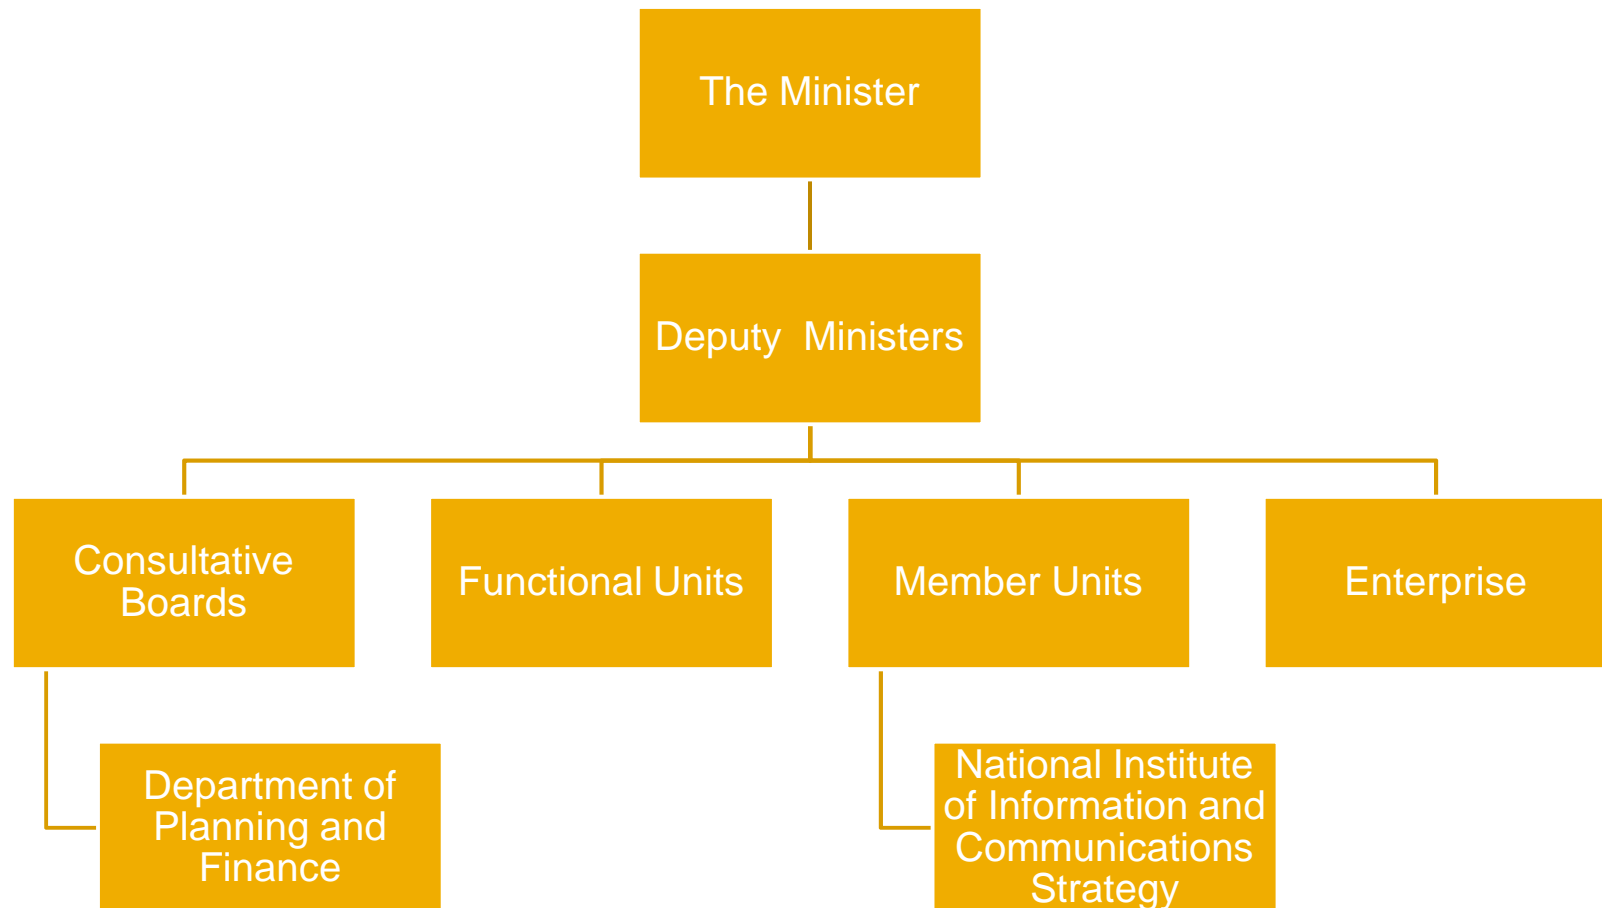 The Minister
Deputy  Ministers
Consultative
Boards
Functional Units
Member Units
Enterprise
Department of
Planning and
Finance
National Institute
of Information and
Communications
Strategy